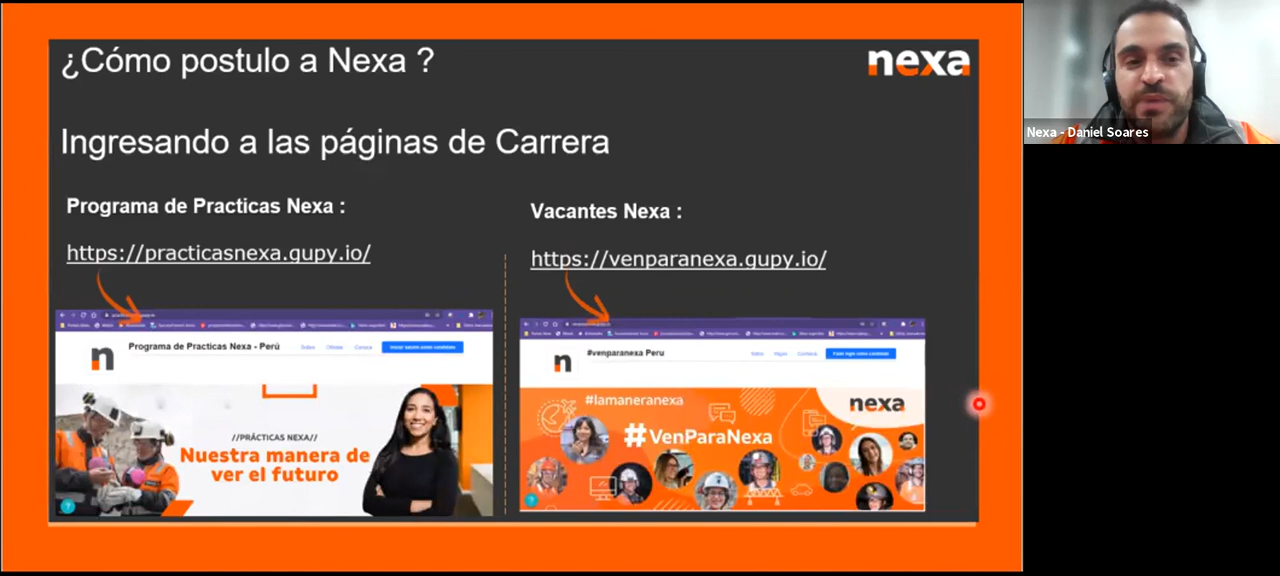 ¿Cómo postulo a Nexa ?
nexa
Ingresando a las páginas de Carrera
Programa de Practicas Nexa :
https://practicasnexa.gupy.io/
Vacantes Nexa :
https://venparanexa.gupy.io/
n
Programa de Practicas Nexa - Perú
//PRÁCTICAS NEXA//
Nuestra manera de
ver el futuro
n
#venparanexa Peru
#lamaneranexa
nexa
#VenParaNexa
Nexa - Daniel Soares